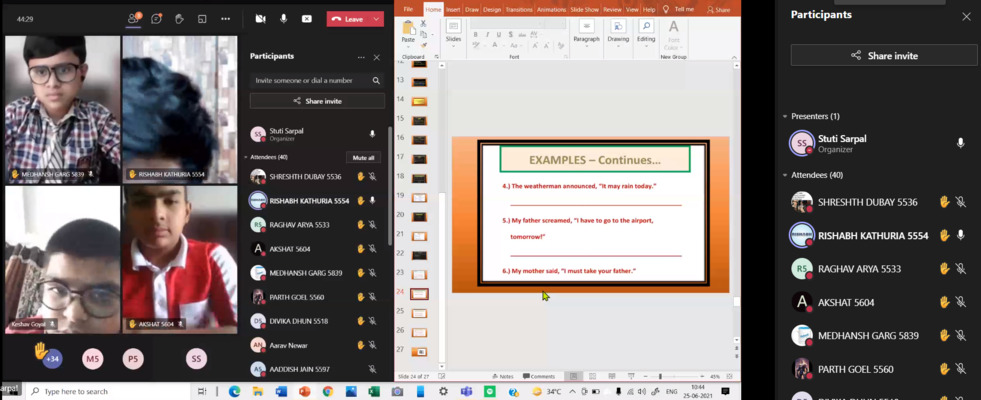 44:29
Leave
MEDHANSH GARG 5839
RISHABH KATHURIA 5554
Keshav Goyal
AKSHAT 5604
+34
MS
PS
SS
Participants
Invite someone or dial a number
Share invite
SS
Stuti Sarpal
Organizer
Attendees (40)
Mute all
SHRESHTH DUBAY 5536
RISHABH KATHURIA 5554
RS
RAGHAV ARYA 5533
A
AKSHAT 5604
MEDHANSH GARG 5839
PARTH GOEL 5560
DS
DIVIKA DHUN 5518
AN
Aarav Newar
AS
AADDISH JAIN 5597
File Home Insert Draw Design Transitions Animations Slide Show Review View Help Tell me Share
Paste
Clipboard
Slides
Font
Paragraph
Drawing
Editing
New Group
13
14
15
16
17
18
19
20
21
22
23
24
25
26
27
EXAMPLES – Continues...
4.) The weatherman announced, "It may rain today."
5.) My father screamed, "I have to go to the airport,
tomorrow!"
6.) My mother said, "I must take your father."
Slide 24 of 27
Notes
Comments
45%
arpal
Type here to search
34°C
ENG
10:44
25-06-2021
Participants
Share invite
Presenters (1)
SS
Stuti Sarpal
Organizer
Attendees (40)
SHRESHTH DUBAY 5536
RISHABH KATHURIA 5554
RS
RAGHAV ARYA 5533
A
AKSHAT 5604
MEDHANSH GARG 5839
PARTH GOEL 5560